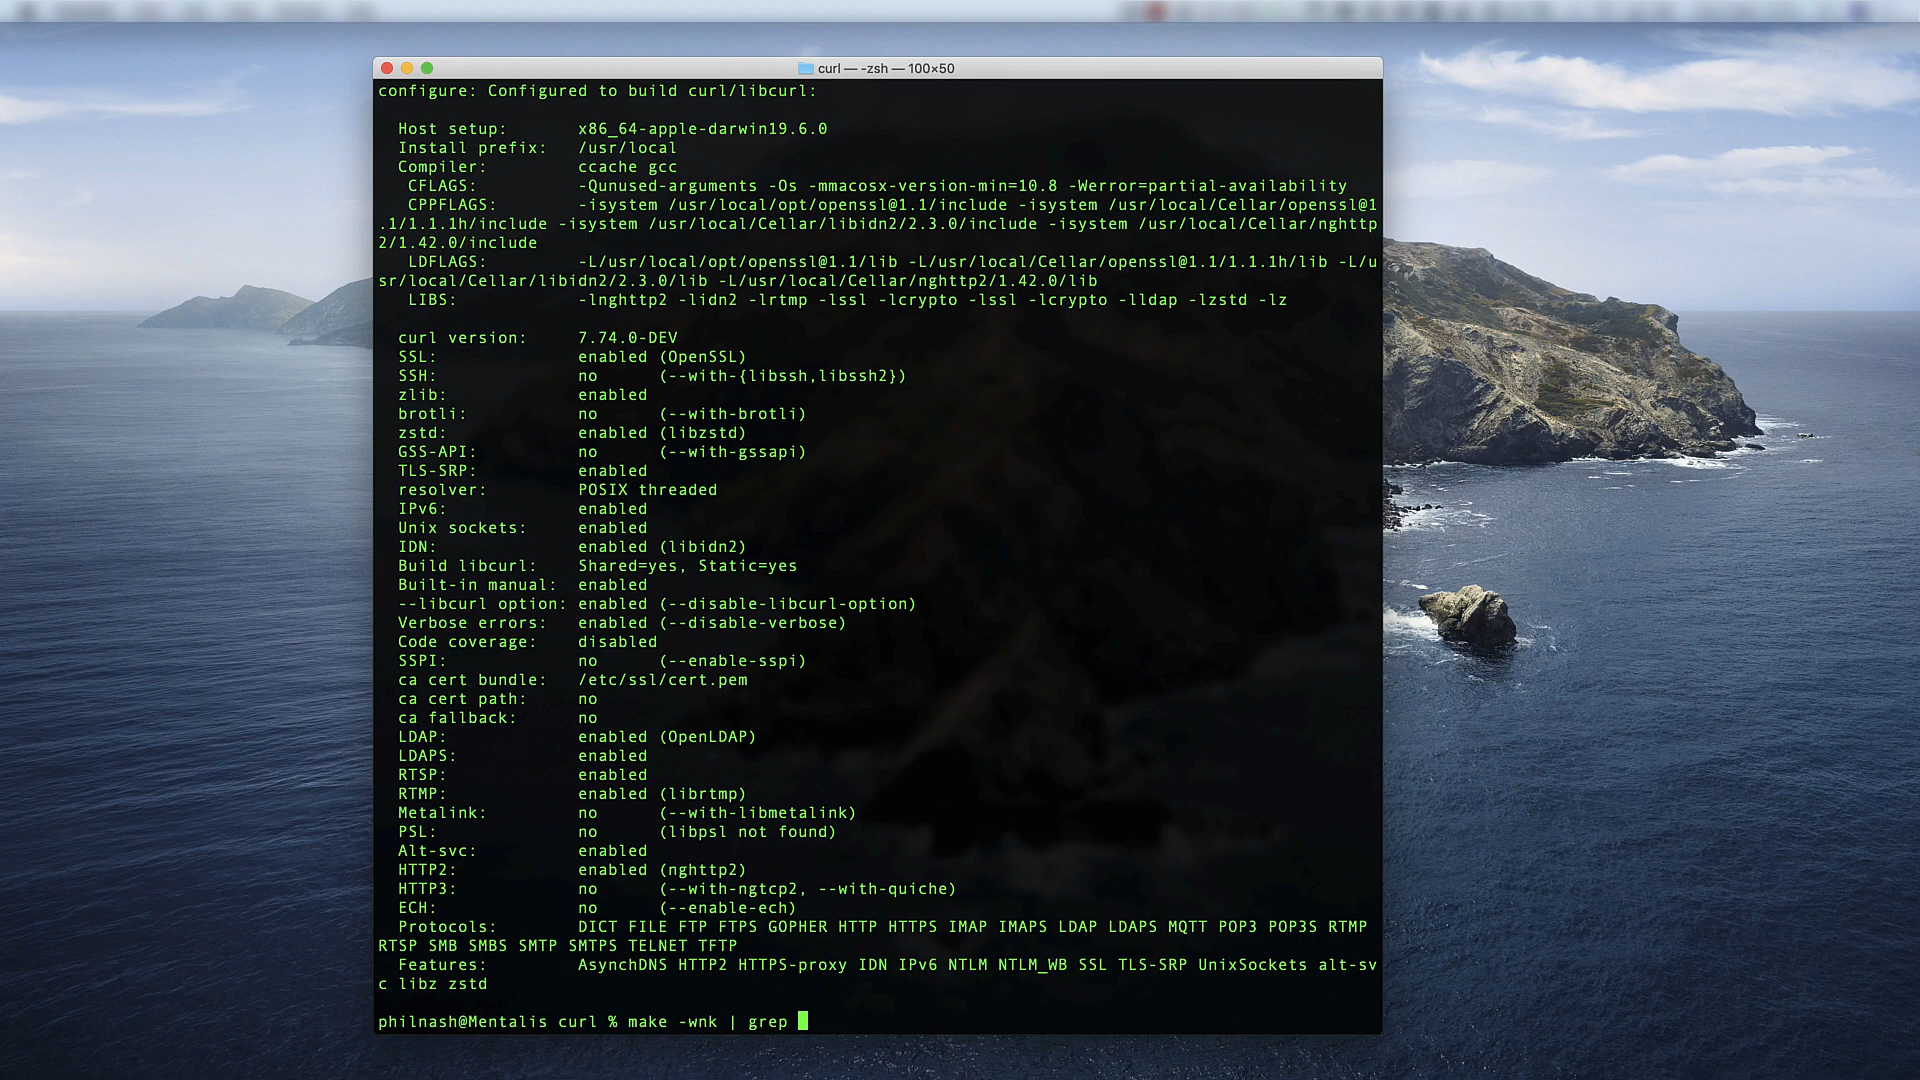 curl — -zsh — 100×50
configure: Configured to build curl/libcurl:
Host setup: x86_64-apple-darwin19.6.0
Install prefix: /usr/local
Compiler: ccache gcc
CFLAGS: -Qunused-arguments -Os -mmacosx-version-min=10.8 -Werror=partial-availability
CPPFLAGS: -isystem /usr/local/opt/openssl@1.1/include -isystem /usr/local/Cellar/openssl@1
.1/1.1.1h/include -isystem /usr/local/Cellar/libidn2/2.3.0/include -isystem /usr/local/Cellar/nghttp
2/1.42.0/include
LDFLAGS: -L/usr/local/opt/openssl@1.1/lib -L/usr/local/Cellar/openssl@1.1/1.1.1h/lib -L/u
sr/local/Cellar/libidn2/2.3.0/lib -L/usr/local/Cellar/nghttp2/1.42.0/lib
LIBS: -lnghttp2 -lidn2 -lrtmp -lssl -lcrypto -lssl -lcrypto -lldap -lzstd -lz
curl version: 7.74.0-DEV
SSL: enabled (OpenSSL)
SSH: no (--with-{libssh,libssh2})
zlib: enabled
brotli: no (--with-brotli)
zstd: enabled (libzstd)
GSS-API: no (--with-gssapi)
TLS-SRP: enabled
resolver: POSIX threaded
IPv6: enabled
Unix sockets: enabled
IDN: enabled (libidn2)
Build libcurl: Shared=yes, Static=yes
Built-in manual: enabled
--libcurl option: enabled (--disable-libcurl-option)
Verbose errors: enabled (--disable-verbose)
Code coverage: disabled
SSPI: no (--enable-sspi)
ca cert bundle: /etc/ssl/cert.pem
ca cert path: no
ca fallback: no
LDAP: enabled (OpenLDAP)
LDAPS: enabled
RTSP: enabled
RTMP: enabled (librtmp)
Metalink: no (--with-libmetalink)
PSL: no (libpsl not found)
Alt-svc: enabled
HTTP2: enabled (nghttp2)
HTTP3: no (--with-ngtcp2, --with-quiche)
ECH: no (--enable-ech)
Protocols: DICT FILE FTP FTPS GOPHER HTTP HTTPS IMAP IMAPS LDAP LDAPS MQTT POP3 POP3S RTMP
RTSP SMB SMBS SMTP SMTPS TELNET TFTP
Features: AsynchDNS HTTP2 HTTPS-proxy IDN IPv6 NTLM NTLM_WB SSL TLS-SRP UnixSockets alt-sv
c libz zstd
philnash@Mentalis curl % make -wnk | grep